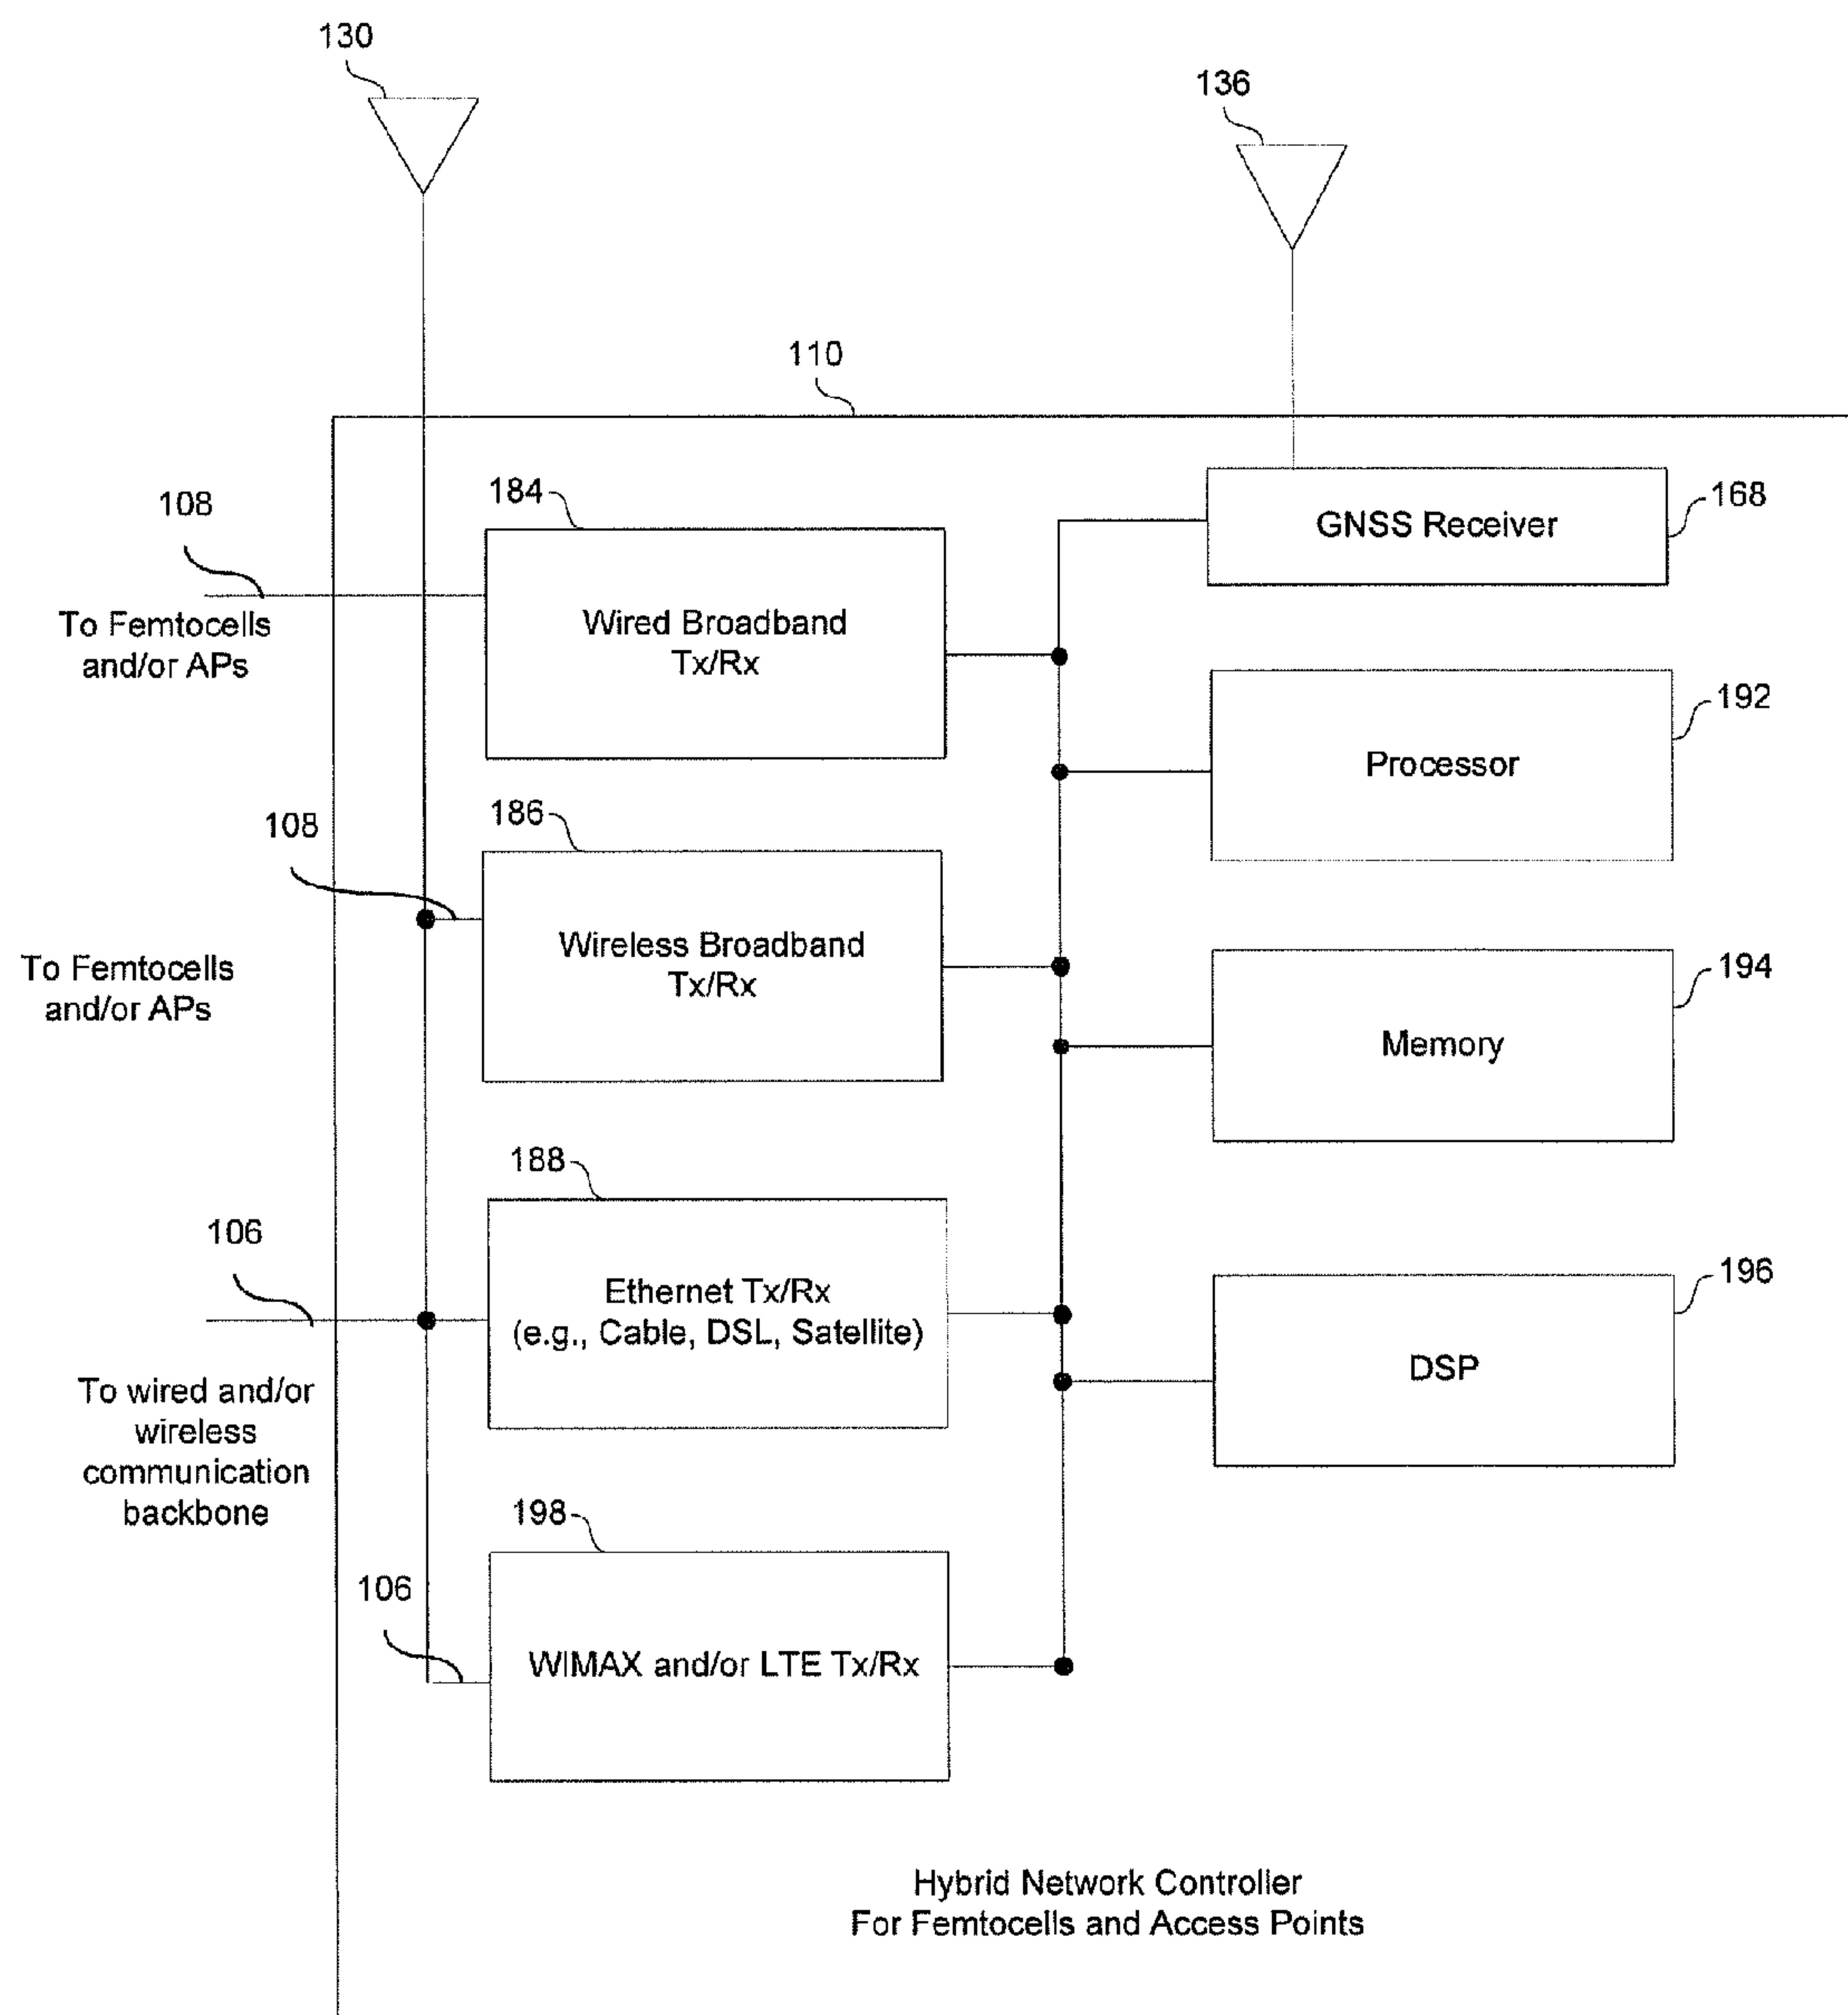 130
136
110
108
184
GNSS Receiver
168
To Femtocells
and/or APs
Wired Broadband
Tx/Rx
192
Processor
108
186
To Femtocells
and/or APs
Wireless Broadband
Tx/Rx
194
Memory
188
106
Ethernet Tx/Rx
(e.g., Cable, DSL, Satellite)
196
DSP
To wired and/or
wireless
communication
backbone
198
106
WIMAX and/or LTE Tx/Rx
Hybrid Network Controller
For Femtocells and Access Points